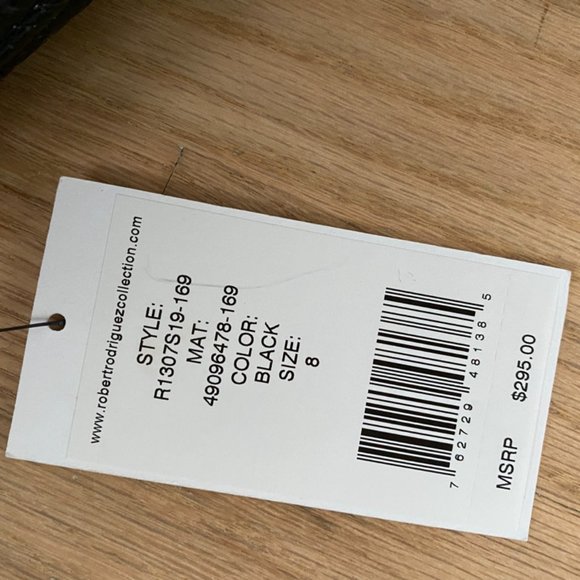 www.robertrodriguezcollection.com
STYLE:
R1307S19-169
MAT:
49096478-169
COLOR:
BLACK
SIZE:
8
7 62729 48138 5
MSRP $295.00